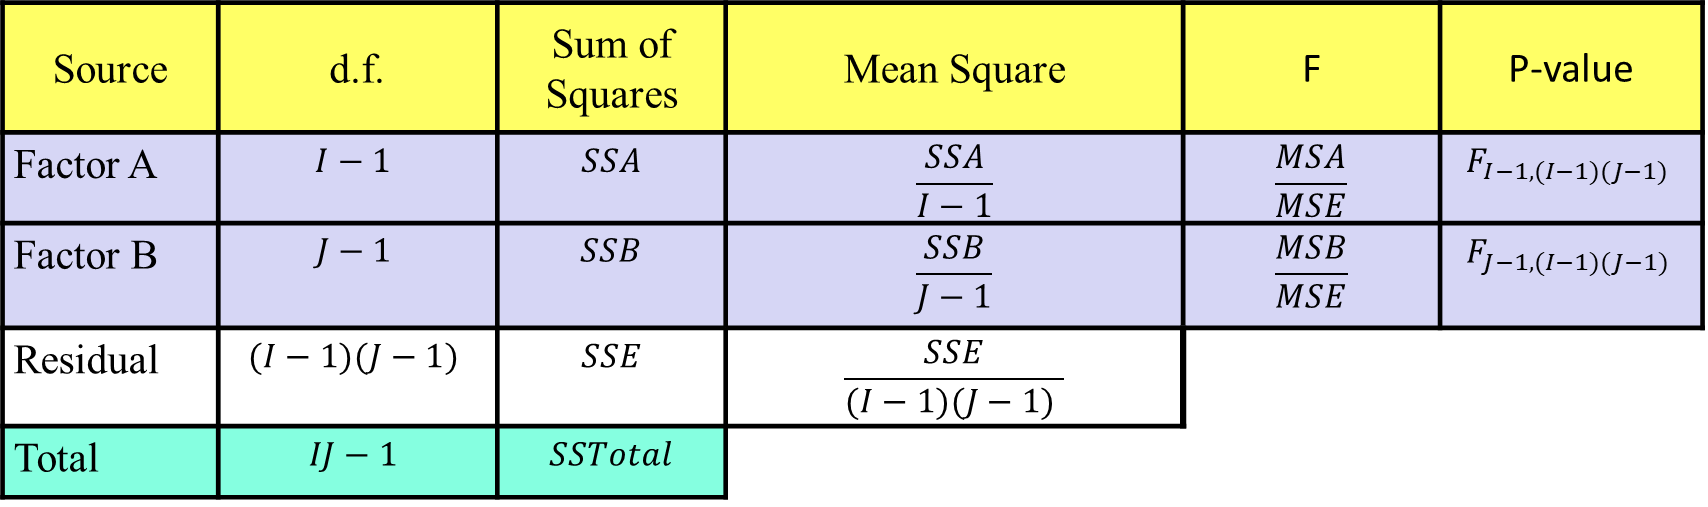 Source d.f. Sum of Squares Mean Square F P-value
Factor A I − 1 SSA SSA / I − 1 MSA / MSE F_{I−1,(I−1)(J−1)}
Factor B J − 1 SSB SSB / J − 1 MSB / MSE F_{J−1,(I−1)(J−1)}
Residual (I − 1)(J − 1) SSE SSE / (I − 1)(J − 1)
Total IJ − 1 SSTotal